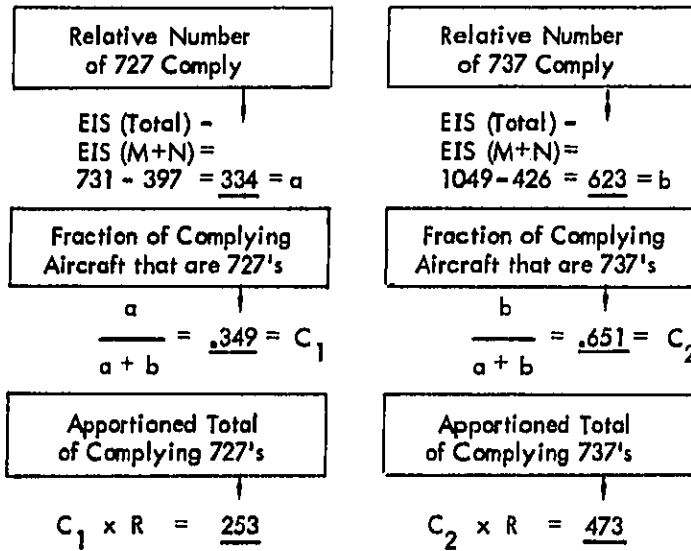 Relative Number
of 727 Comply
EIS (Total) -
EIS (M+N) =
731 - 397 = 334 = a
Fraction of Complying
Aircraft that are 727's
a
a + b
= .349 = C1
Apportioned Total
of Complying 727's
C1 x R = 253
Relative Number
of 737 Comply
EIS (Total) -
EIS (M+N) =
1049 - 426 = 623 = b
Fraction of Complying
Aircraft that are 737's
b
a + b
= .651 = C2
Apportioned Total
of Complying 737's
C2 x R = 473